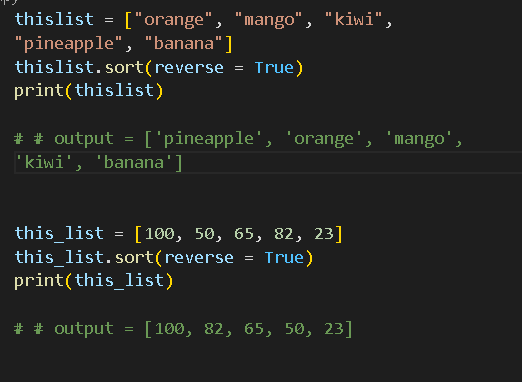 thislist = ["orange", "mango", "kiwi",
"pineapple", "banana"]
thislist.sort(reverse = True)
print(thislist)
# # output = ['pineapple', 'orange', 'mango',
'kiwi', 'banana']
this_list = [100, 50, 65, 82, 23]
this_list.sort(reverse = True)
print(this_list)
# # output = [100, 82, 65, 50, 23]